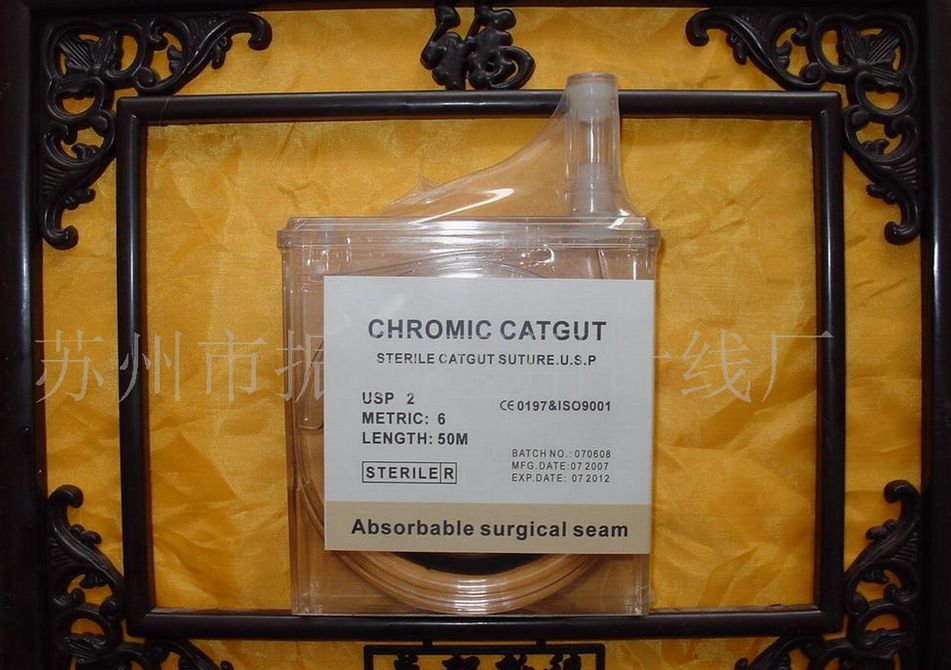 CHROMIC CATGUT
STERILE CATGUT SUTURE.U.S.P
USP 2
METRIC: 6
LENGTH: 50M
CE 0197&ISO9001
STERILE R
BATCH NO.: 070608
MFG.DATE: 07 2007
EXP.DATE: 07 2012
Absorbable surgical seam
苏州市振 线厂